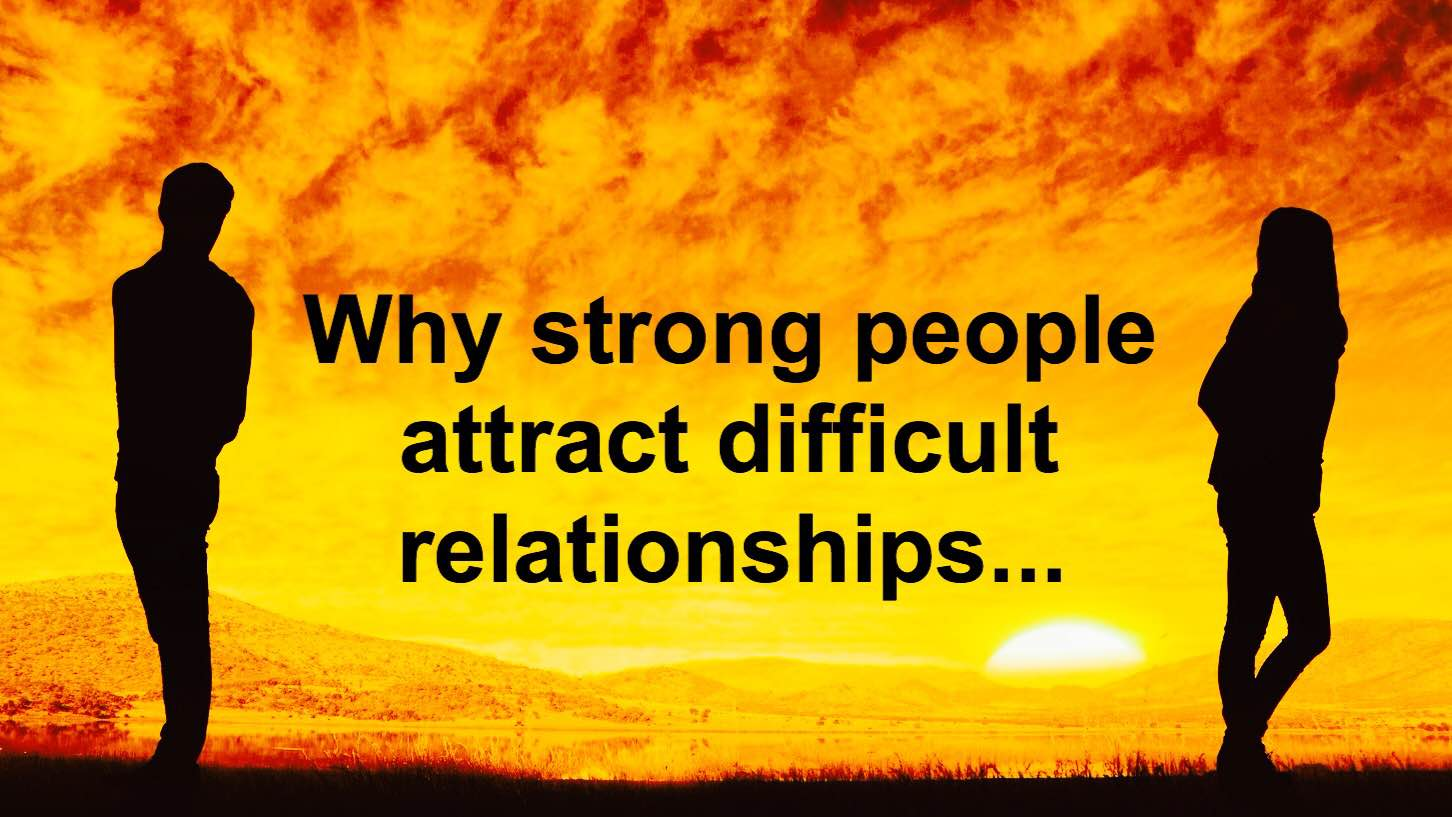 Why strong people
attract difficult
relationships...